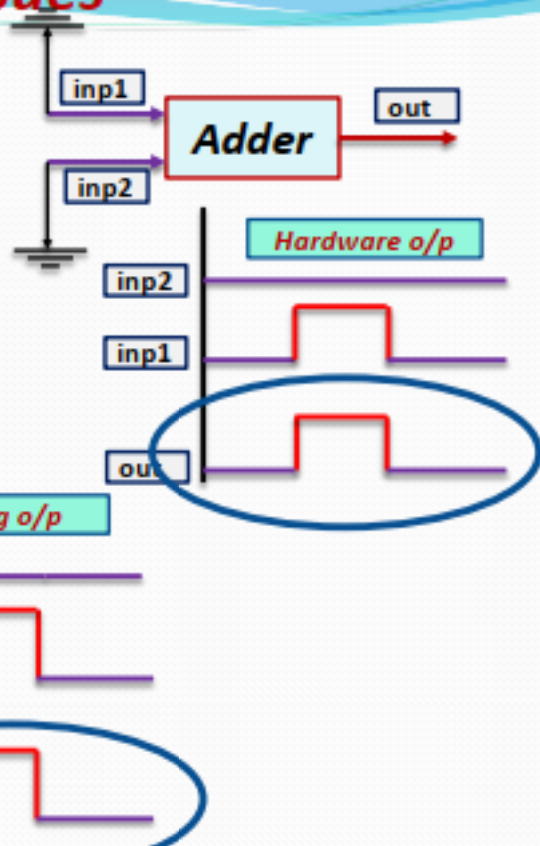 inp1
out
Adder
inp2
Hardware o/p
inp2
inp1
out
g o/p